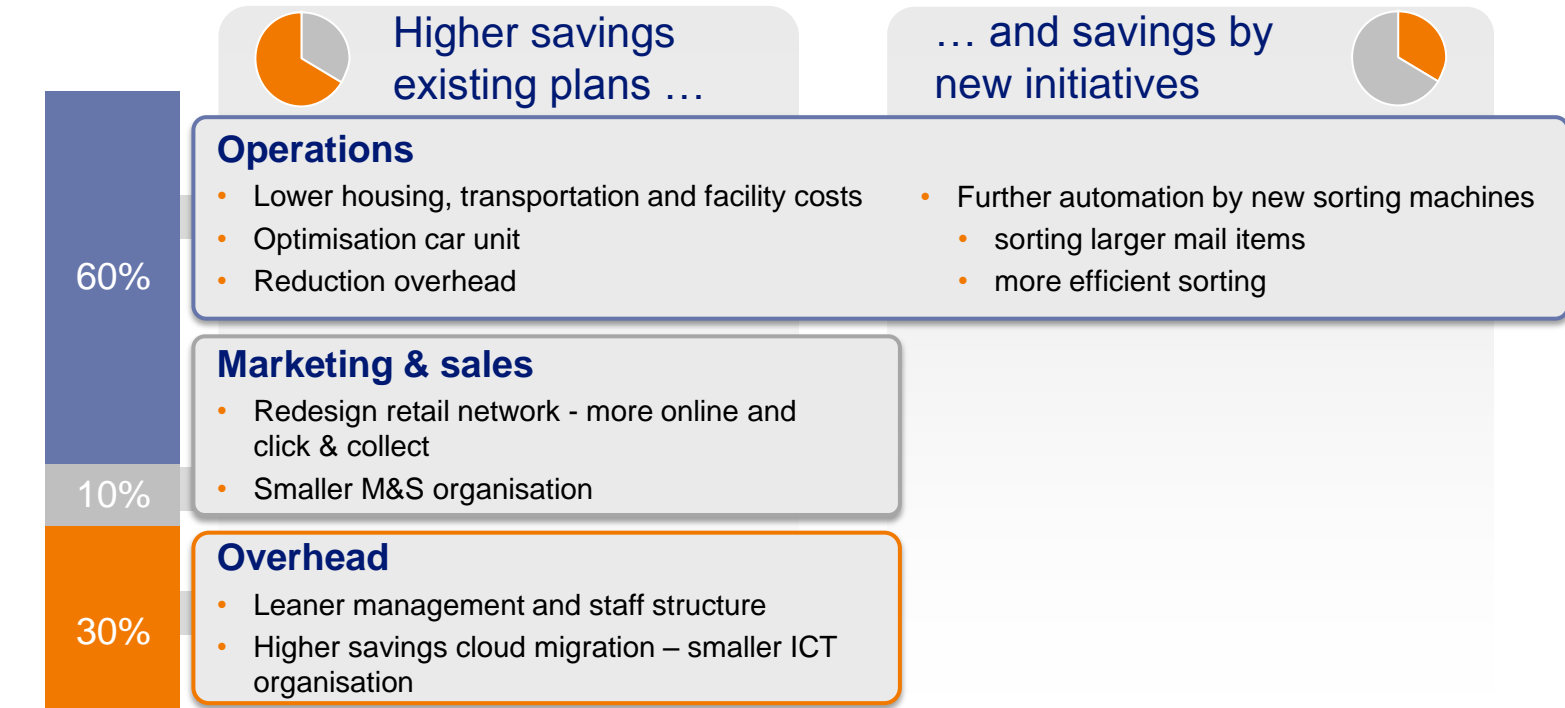 Higher savings
existing plans …
… and savings by
new initiatives
60%
Operations
• Lower housing, transportation and facility costs
• Optimisation car unit
• Reduction overhead
• Further automation by new sorting machines
• sorting larger mail items
• more efficient sorting
10%
Marketing & sales
• Redesign retail network - more online and
click & collect
• Smaller M&S organisation
30%
Overhead
• Leaner management and staff structure
• Higher savings cloud migration – smaller ICT
organisation